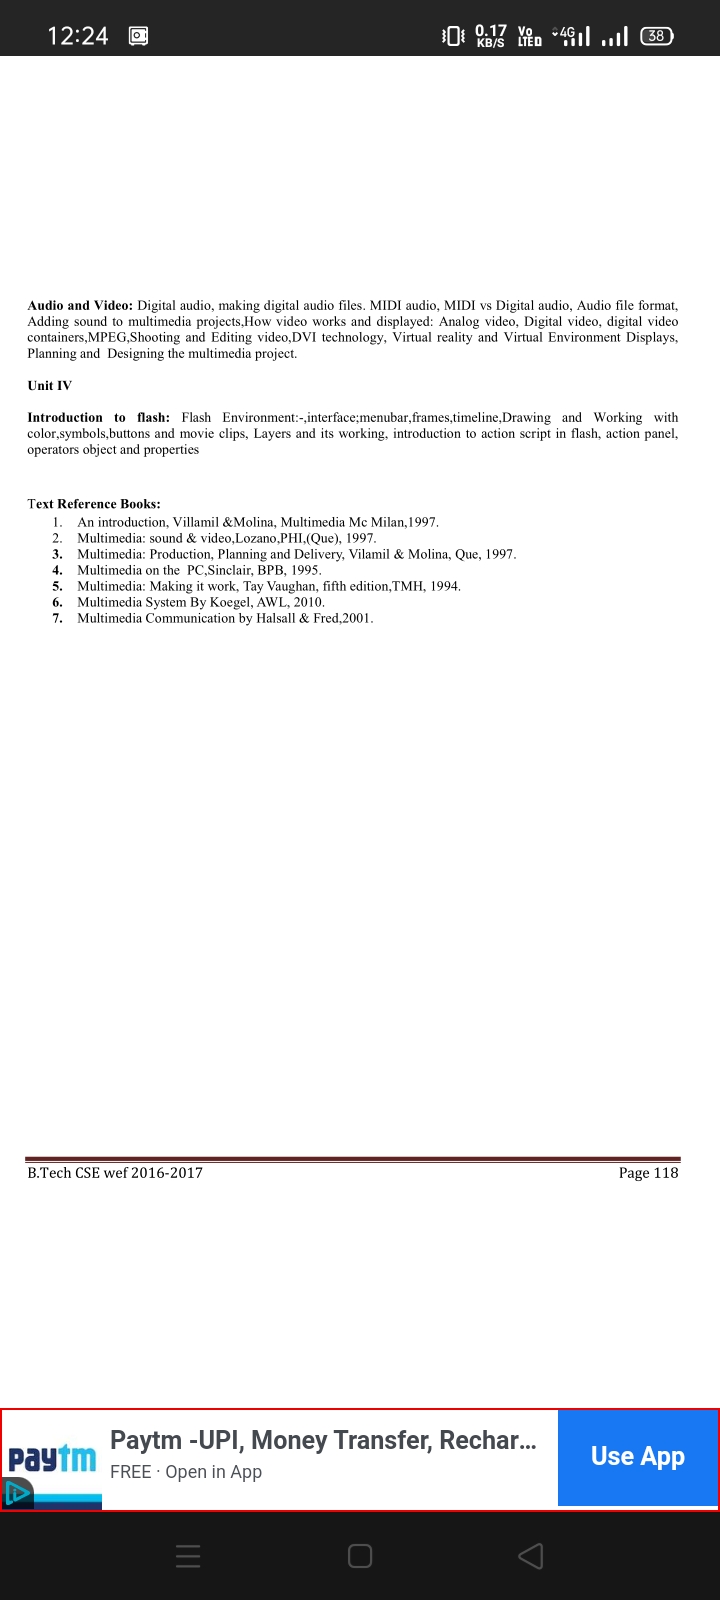 12:24
0.17 KB/S Vo LTE D 4G 38
Audio and Video: Digital audio, making digital audio files. MIDI audio, MIDI vs Digital audio, Audio file format,
Adding sound to multimedia projects,How video works and displayed: Analog video, Digital video, digital video
containers,MPEG,Shooting and Editing video,DVI technology, Virtual reality and Virtual Environment Displays,
Planning and Designing the multimedia project.
Unit IV
Introduction to flash: Flash Environment:-,interface;menubar,frames,timeline,Drawing and Working with
color,symbols,buttons and movie clips, Layers and its working, introduction to action script in flash, action panel,
operators object and properties
Text Reference Books:
1. An introduction, Villamil &Molina, Multimedia Mc Milan,1997.
2. Multimedia: sound & video,Lozano,PHI,(Que), 1997.
3. Multimedia: Production, Planning and Delivery, Vilamil & Molina, Que, 1997.
4. Multimedia on the PC,Sinclair, BPB, 1995.
5. Multimedia: Making it work, Tay Vaughan, fifth edition,TMH, 1994.
6. Multimedia System By Koegel, AWL, 2010.
7. Multimedia Communication by Halsall & Fred,2001.
B.Tech CSE wef 2016-2017 Page 118
paytm
Paytm -UPI, Money Transfer, Rechar...
FREE · Open in App
Use App